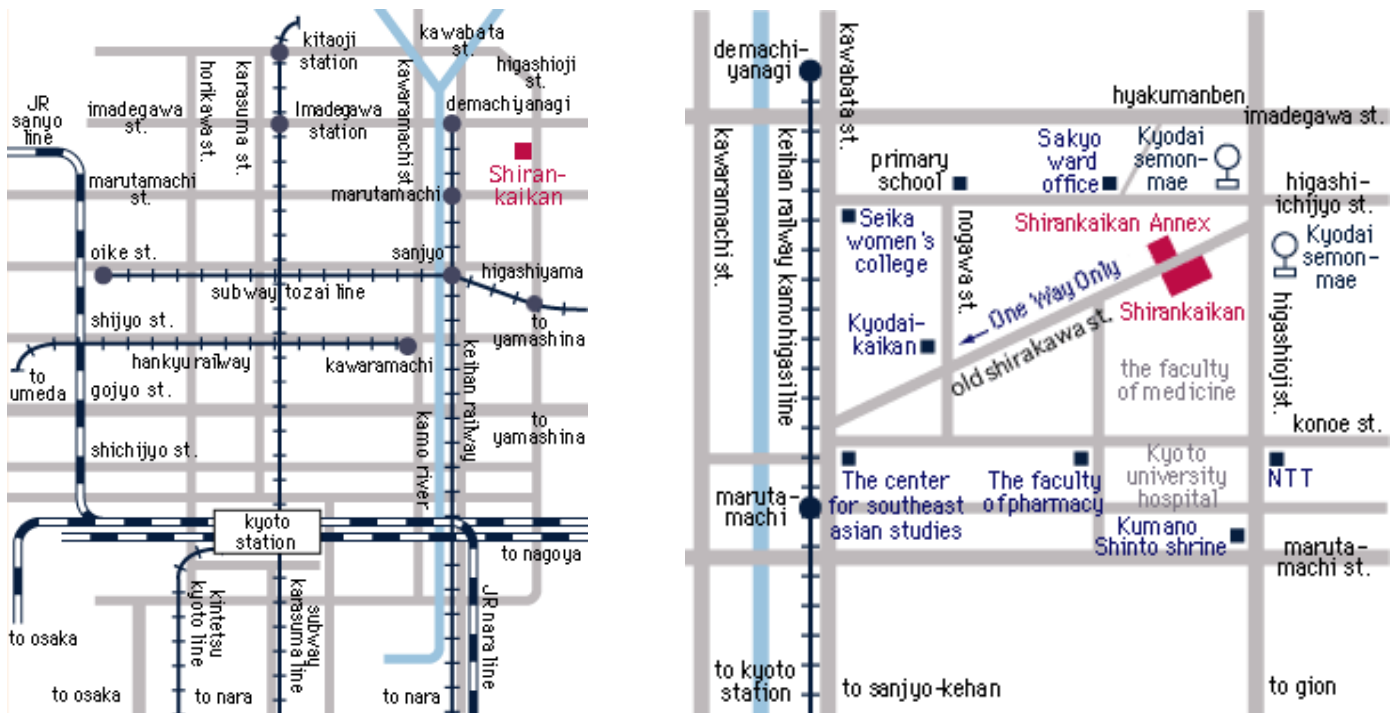 kitaoji
station
kawabata
st.
higashioji
st.
horikawa st.
karasuma st.
kawaramachi st.
JR
sanyo
line
imadegawa
st.
Imadegawa
station
demachiyanagi
Shiran-
kaikan
marutamachi
st.
marutamachi
oike st.
sanjyo
higashiyama
subway tozai line
to
yamashina
shijyo st.
hankyu railway
kawaramachi
keihan railway
to
umeda
gojyo st.
to
yamashina
shichijyo st.
kamo river
kyoto
station
to nagoya
kintetsu
kyoto line
subway
karasuma line
JR nara line
to osaka
to osaka
to nara
to nara
demachi-
yanagi
kawabata st.
hyakumanben
imadegawa st.
kawaramachi st.
keihan railway kamohigasi line
primary
school
Sakyo
ward
office
Kyodai
semon-
mae
higashi-
ichijyo st.
Seika
women's
college
nogawa st.
Shirankaikan Annex
Kyodai
semon-
mae
One Way Only
Shirankaikan
Kyodai-
kaikan
old shirakawa st.
the faculty
of medicine
higashioji st.
konoe st.
The center
for southeast
asian studies
The faculty
of pharmacy
Kyoto
university
hospital
NTT
maruta-
machi
Kumano
Shinto shrine
maruta-
machi st.
to kyoto
station
to sanjyo-kehan
to gion